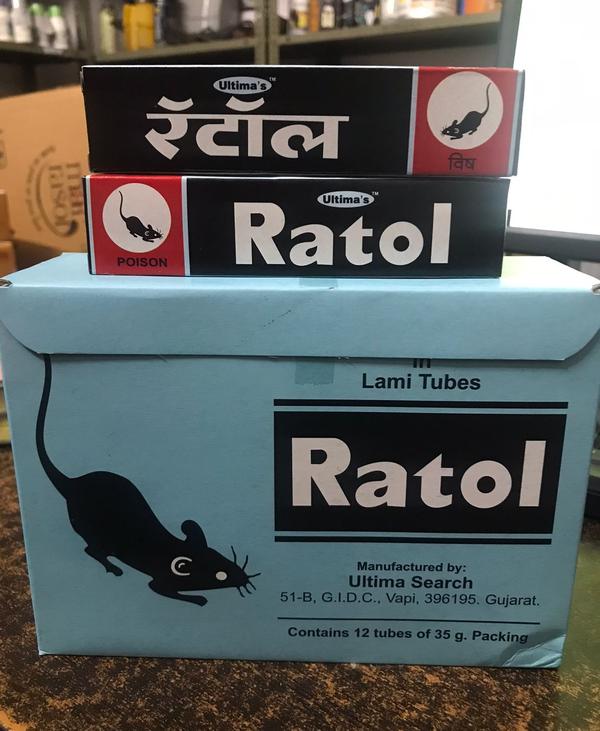 Ultima's™
रॅटॉल
विष
Ultima's™
Ratol
POISON
in
Lami Tubes
Ratol
Manufactured by:
Ultima Search
51-B, G.I.D.C., Vapi, 396195. Gujarat.
Contains 12 tubes of 35 g. Packing